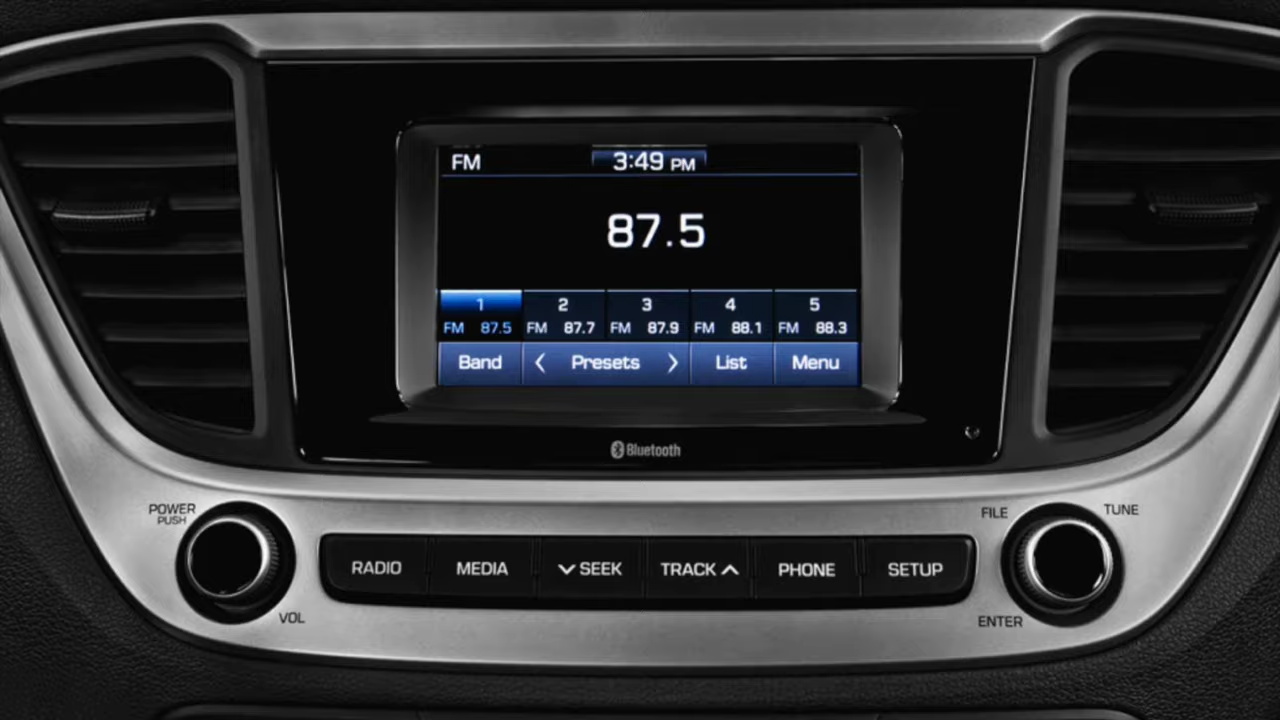 FM 3:49 PM
87.5
1 2 3 4 5
FM 87.5 FM 87.7 FM 87.9 FM 88.1 FM 88.3
Band Presets List Menu
Bluetooth
POWER
PUSH
VOL
RADIO MEDIA SEEK TRACK PHONE SETUP
FILE TUNE
ENTER